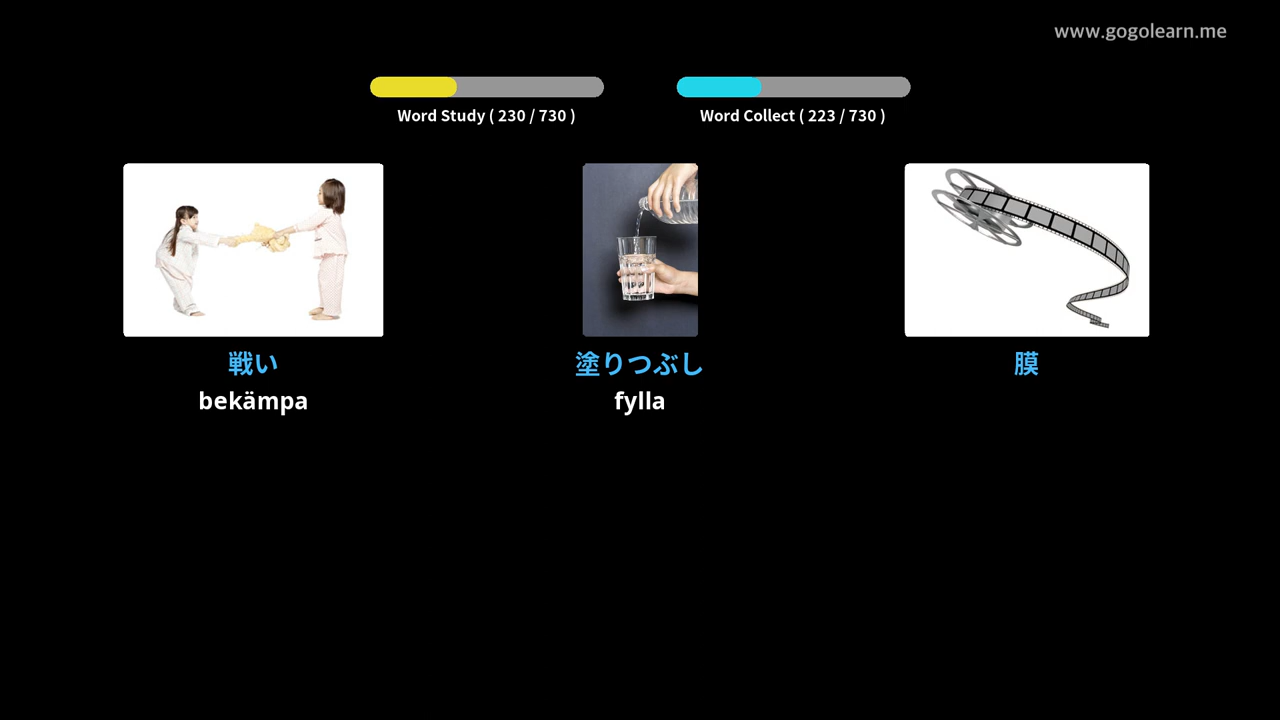 www.gogolearn.me
Word Study ( 230 / 730 )
Word Collect ( 223 / 730 )
戦い
塗りつぶし
膜
bekämpa
fylla